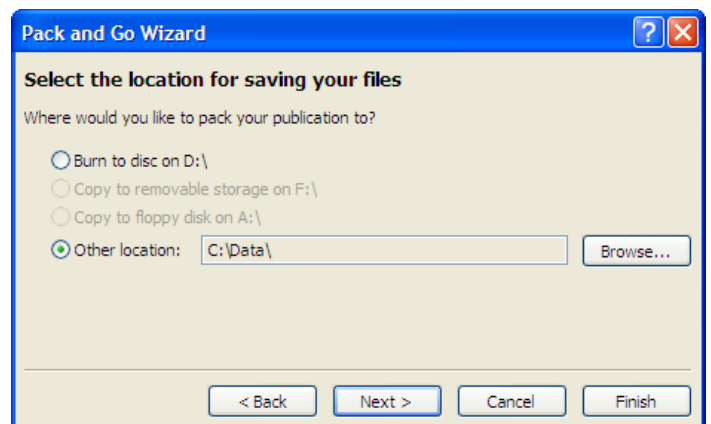 Pack and Go Wizard
Select the location for saving your files
Where would you like to pack your publication to?
Burn to disc on D:\
Copy to removable storage on F:\
Copy to floppy disk on A:\
Other location: C:\Data\ Browse...
< Back Next > Cancel Finish